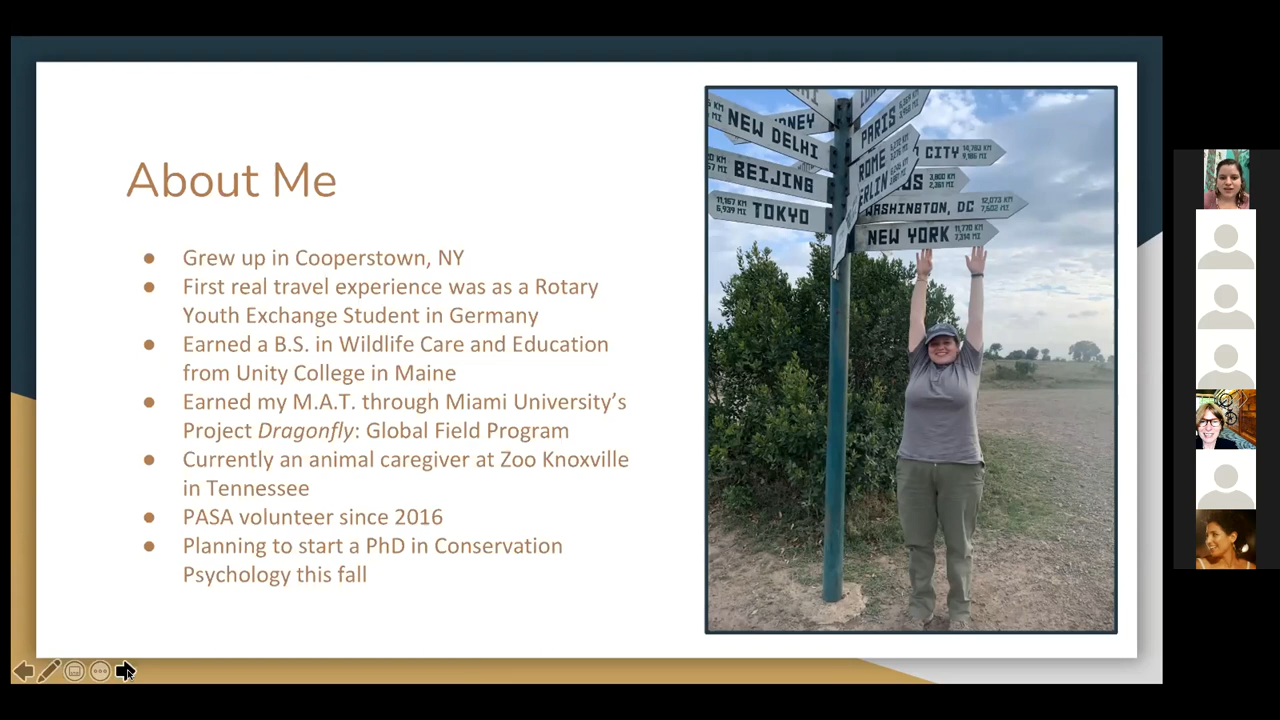 About Me
● Grew up in Cooperstown, NY
● First real travel experience was as a Rotary
Youth Exchange Student in Germany
● Earned a B.S. in Wildlife Care and Education
from Unity College in Maine
● Earned my M.A.T. through Miami University’s
Project Dragonfly: Global Field Program
● Currently an animal caregiver at Zoo Knoxville
in Tennessee
● PASA volunteer since 2016
● Planning to start a PhD in Conservation
Psychology this fall
NEW DELHI
BEIJING
TOKYO
PARIS
ROME
CITY
WASHINGTON, DC
NEW YORK